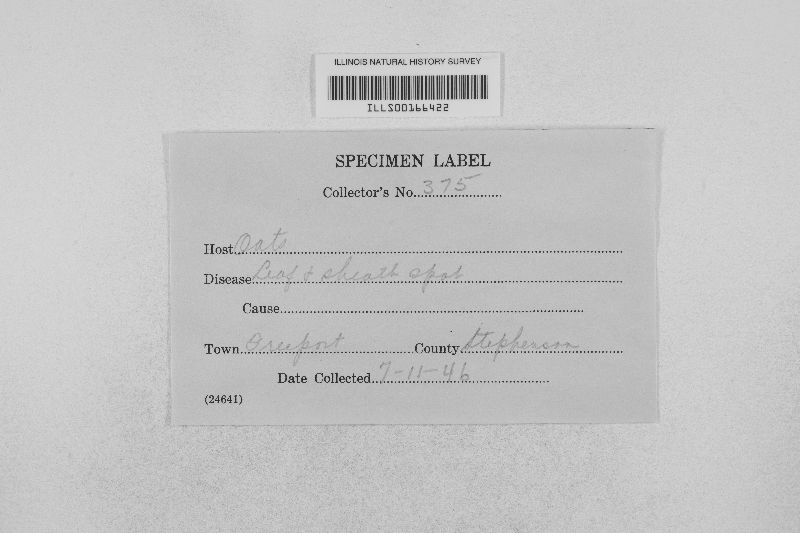 ILLINOIS NATURAL HISTORY SURVEY
ILLS00166422
SPECIMEN LABEL
Collector's No. 375
Host Oats
Disease Leaf & sheath spot
Cause
Town Freeport County Stephenson
Date Collected 7-11-46
(24641)